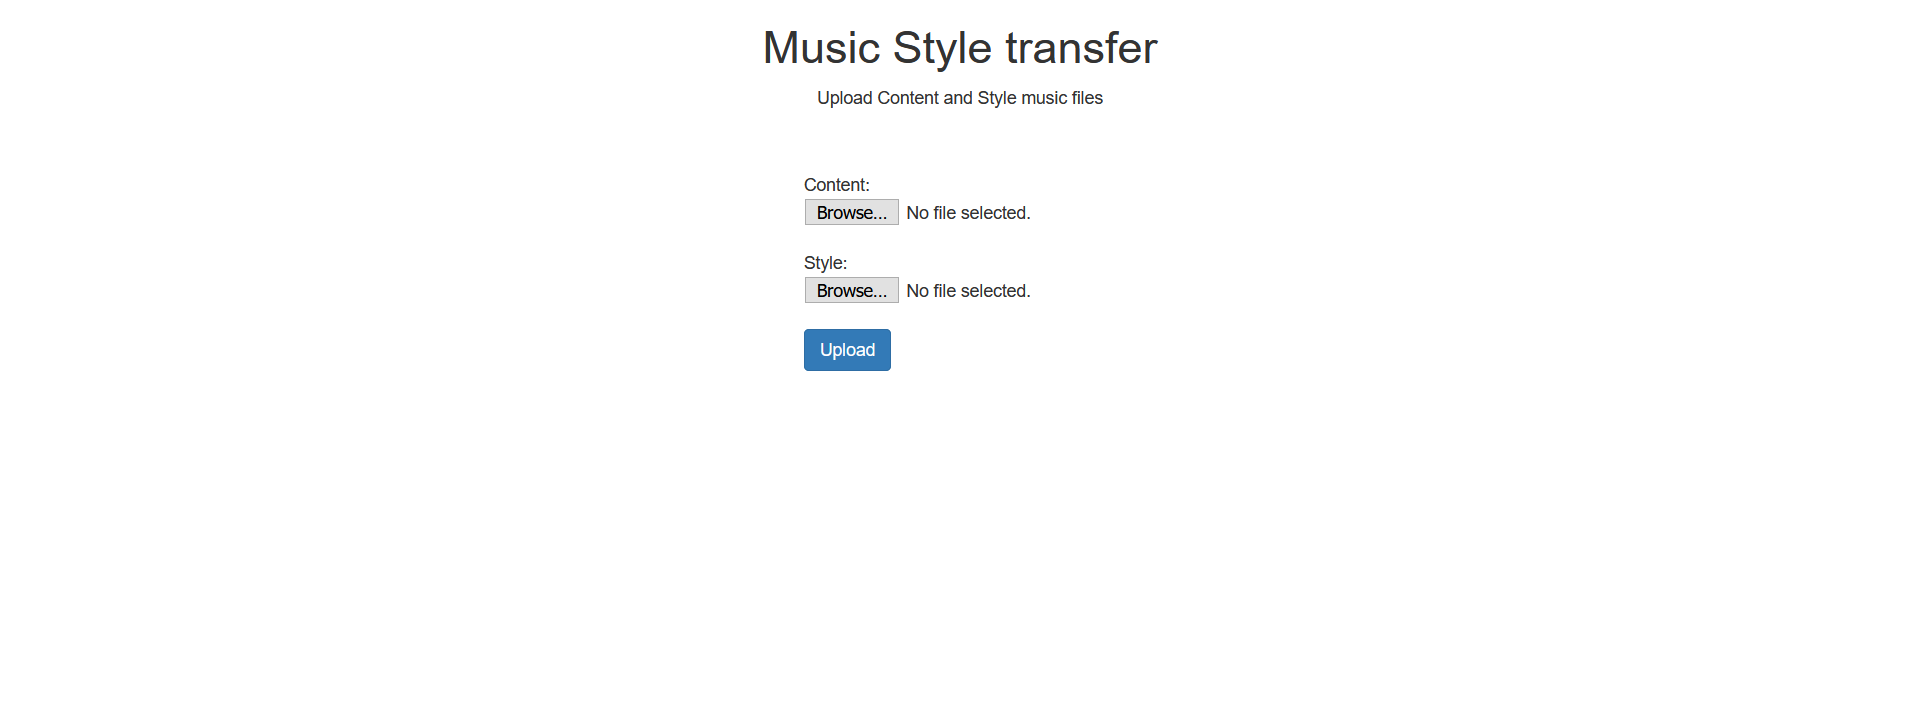 Music Style transfer
Upload Content and Style music files
Content:
Browse... No file selected.
Style:
Browse... No file selected.
Upload